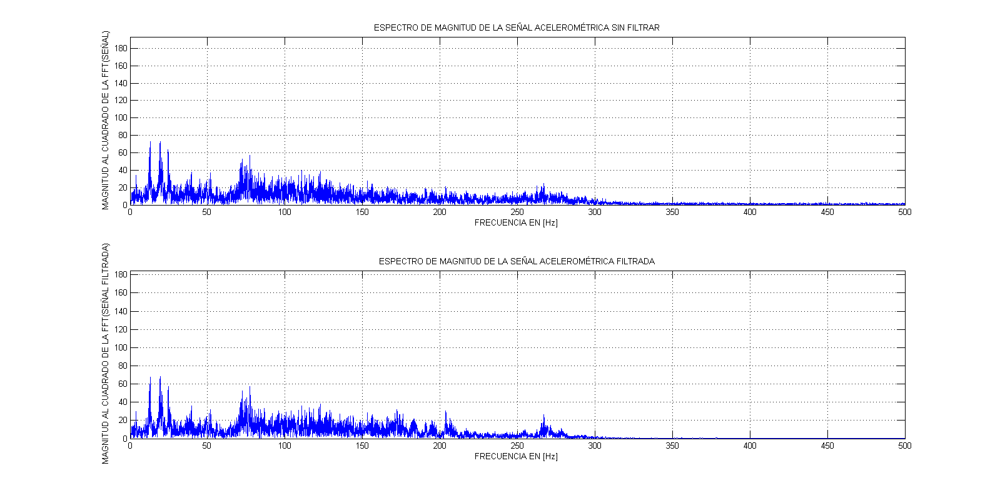 ESPECTRO DE MAGNITUD DE LA SEÑAL ACELEROMÉTRICA SIN FILTRAR
MAGNITUD AL CUADRADO DE LA FFT(SEÑAL)
180
160
140
120
100
80
60
40
20
0
0 50 100 150 200 250 300 350 400 450 500
FRECUENCIA EN [Hz]
ESPECTRO DE MAGNITUD DE LA SEÑAL ACELEROMÉTRICA FILTRADA
MAGNITUD AL CUADRADO DE LA FFT(SEÑAL FILTRADA)
180
160
140
120
100
80
60
40
20
0
0 50 100 150 200 250 300 350 400 450 500
FRECUENCIA EN [Hz]